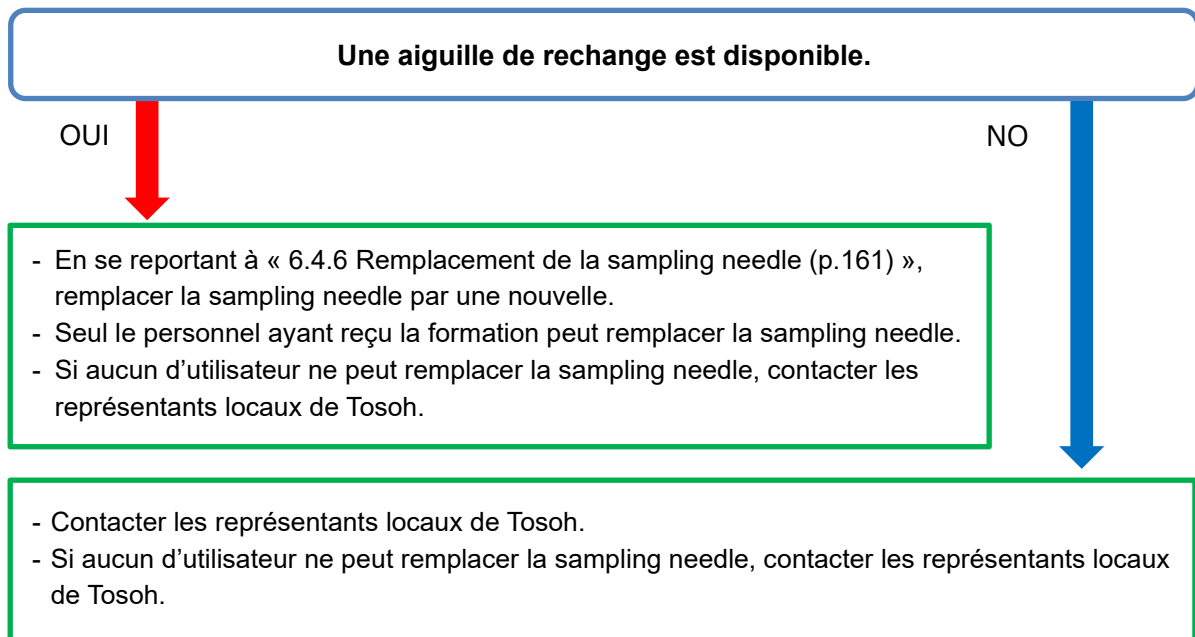 Une aiguille de rechange est disponible.
OUI
NO
- En se reportant à « 6.4.6 Remplacement de la sampling needle (p.161) »,
remplacer la sampling needle par une nouvelle.
- Seul le personnel ayant reçu la formation peut remplacer la sampling needle.
- Si aucun d’utilisateur ne peut remplacer la sampling needle, contacter les
représentants locaux de Tosoh.
- Contacter les représentants locaux de Tosoh.
- Si aucun d’utilisateur ne peut remplacer la sampling needle, contacter les représentants locaux
de Tosoh.